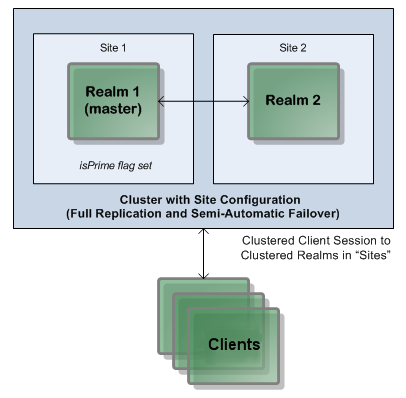 Site 1
Site 2
Realm 1
(master)
Realm 2
isPrime flag set
Cluster with Site Configuration
(Full Replication and Semi-Automatic Failover)
Clustered Client Session to
Clustered Realms in “Sites”
Clients